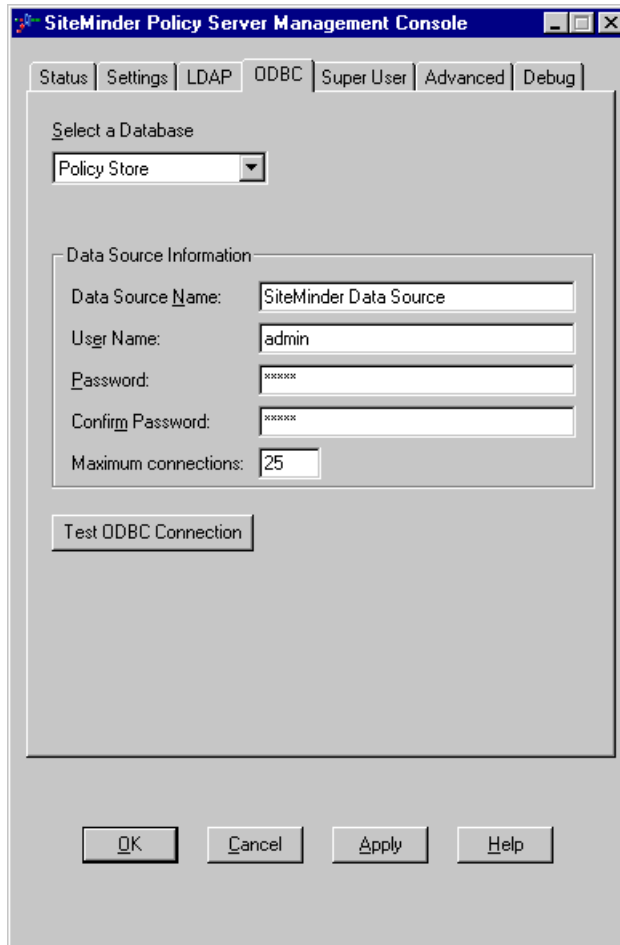 SiteMinder Policy Server Management Console
Status Settings LDAP ODBC Super User Advanced Debug
Select a Database
Policy Store
Data Source Information
Data Source Name: SiteMinder Data Source
User Name: admin
Password: *****
Confirm Password: *****
Maximum connections: 25
Test ODBC Connection
OK Cancel Apply Help